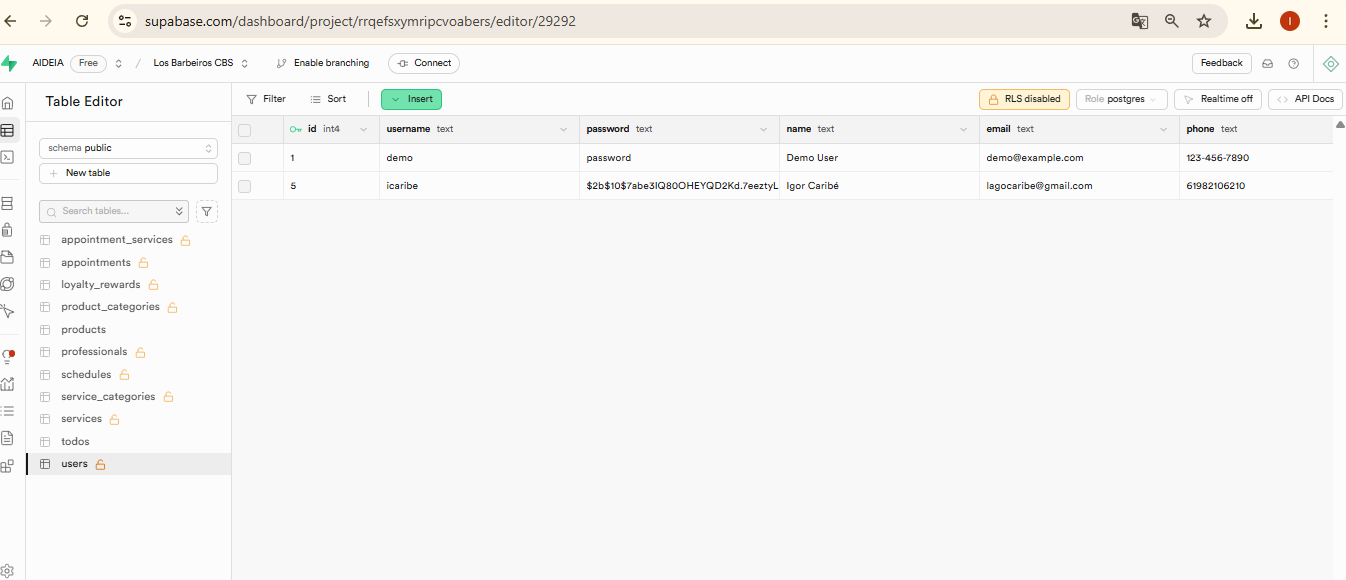 supabase.com/dashboard/project/rrqefsxymripcvoabers/editor/29292
I
AIDEIA Free / Los Barbeiros CBS Enable branching Connect Feedback
Table Editor
Filter Sort Insert RLS disabled Role postgres Realtime off API Docs
schema public
New table
Search tables...
appointment_services
appointments
loyalty_rewards
product_categories
products
professionals
schedules
service_categories
services
todos
users
id int4 username text password text name text email text phone text
1 demo password Demo User demo@example.com 123-456-7890
5 icaribe $2b$10$7abe3IQ80OHEYQD2Kd.7eeztyL Igor Caribé lagocaribe@gmail.com 61982106210